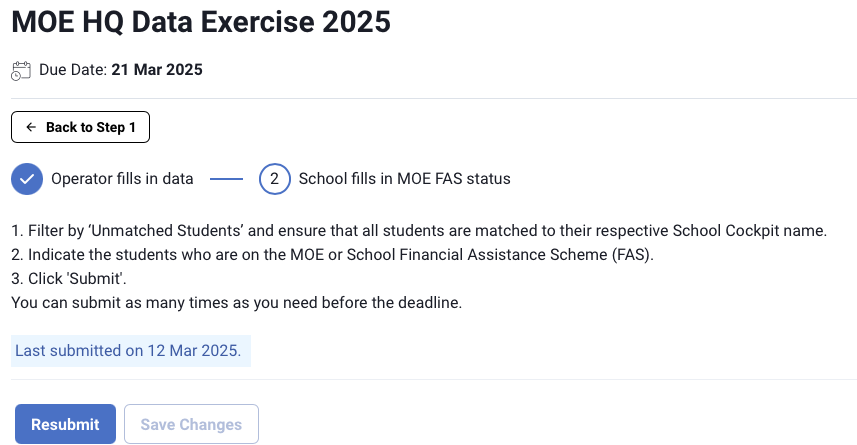 MOE HQ Data Exercise 2025
Due Date: 21 Mar 2025
← Back to Step 1
Operator fills in data
2 School fills in MOE FAS status
1. Filter by ‘Unmatched Students’ and ensure that all students are matched to their respective School Cockpit name.
2. Indicate the students who are on the MOE or School Financial Assistance Scheme (FAS).
3. Click 'Submit'.
You can submit as many times as you need before the deadline.
Last submitted on 12 Mar 2025.
Resubmit
Save Changes